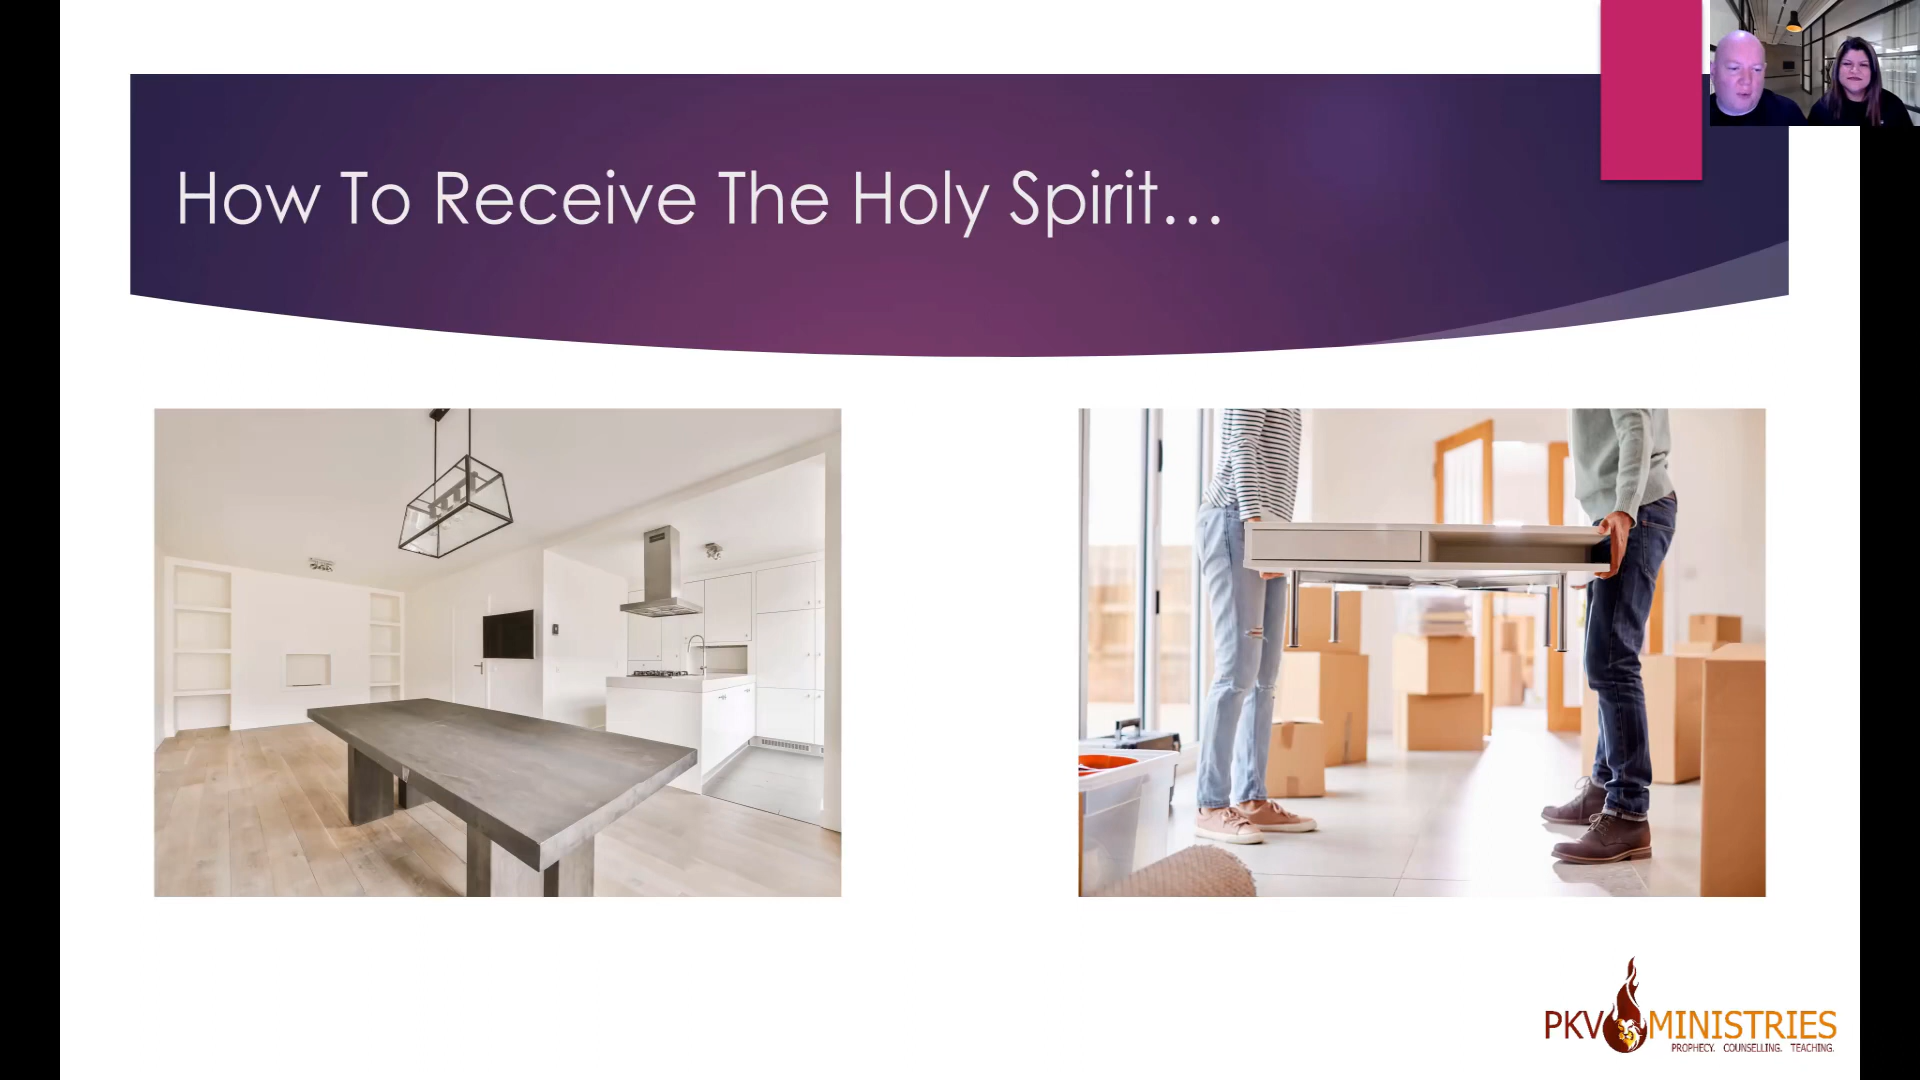 How To Receive The Holy Spirit...
PKV MINISTRIES
PROPHECY. COUNSELLING. TEACHING.